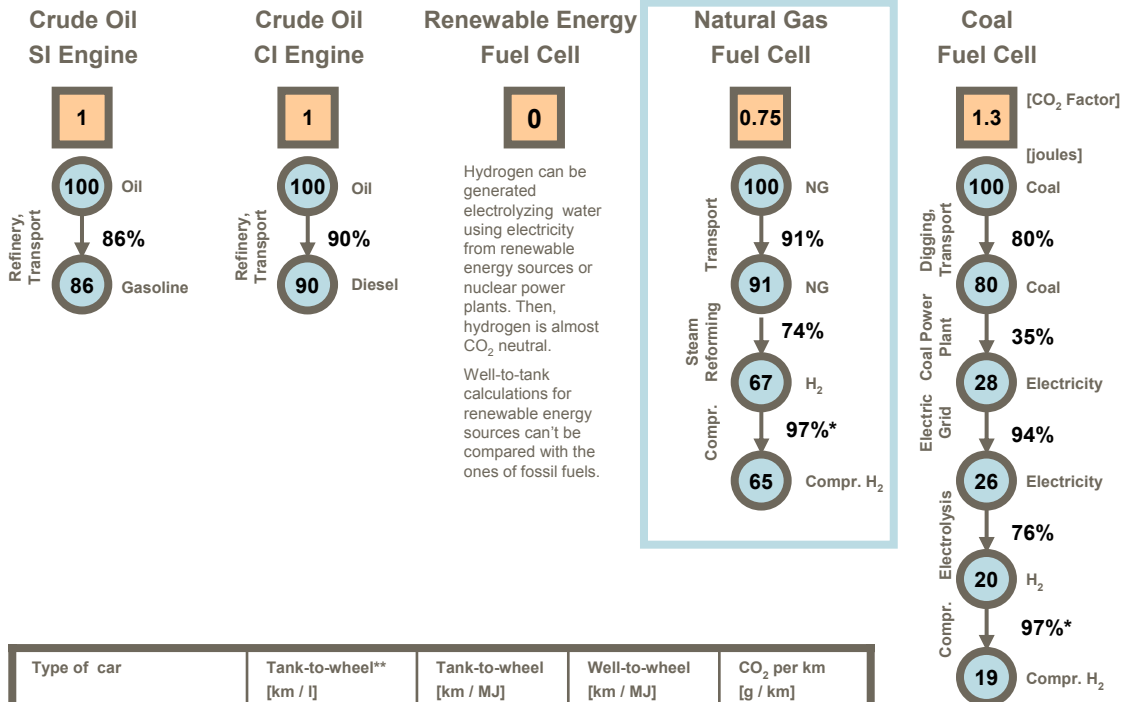 Crude Oil
SI Engine
1
100 Oil
Refinery,
Transport
86%
86 Gasoline
Crude Oil
CI Engine
1
100 Oil
Refinery,
Transport
90%
90 Diesel
Renewable Energy
Fuel Cell
0
Hydrogen can be
generated
electrolyzing water
using electricity
from renewable
energy sources or
nuclear power
plants. Then,
hydrogen is almost
CO2 neutral.
Well-to-tank
calculations for
renewable energy
sources can't be
compared with the
ones of fossil fuels.
Natural Gas
Fuel Cell
0.75
100 NG
Transport
91%
91 NG
Steam
Reforming
74%
67 H2
Compr.
97%*
65 Compr. H2
Coal
Fuel Cell
1.3 [CO2 Factor]
[joules]
100 Coal
Digging,
Transport
80%
80 Coal
Coal Power
Plant
35%
28 Electricity
Electric
Grid
94%
26 Electricity
Electrolysis
76%
20 H2
Compr.
97%*
19 Compr. H2
Type of car Tank-to-wheel** Tank-to-wheel Well-to-wheel CO2 per km
[km / l] [km / MJ] [km / MJ] [g / km]